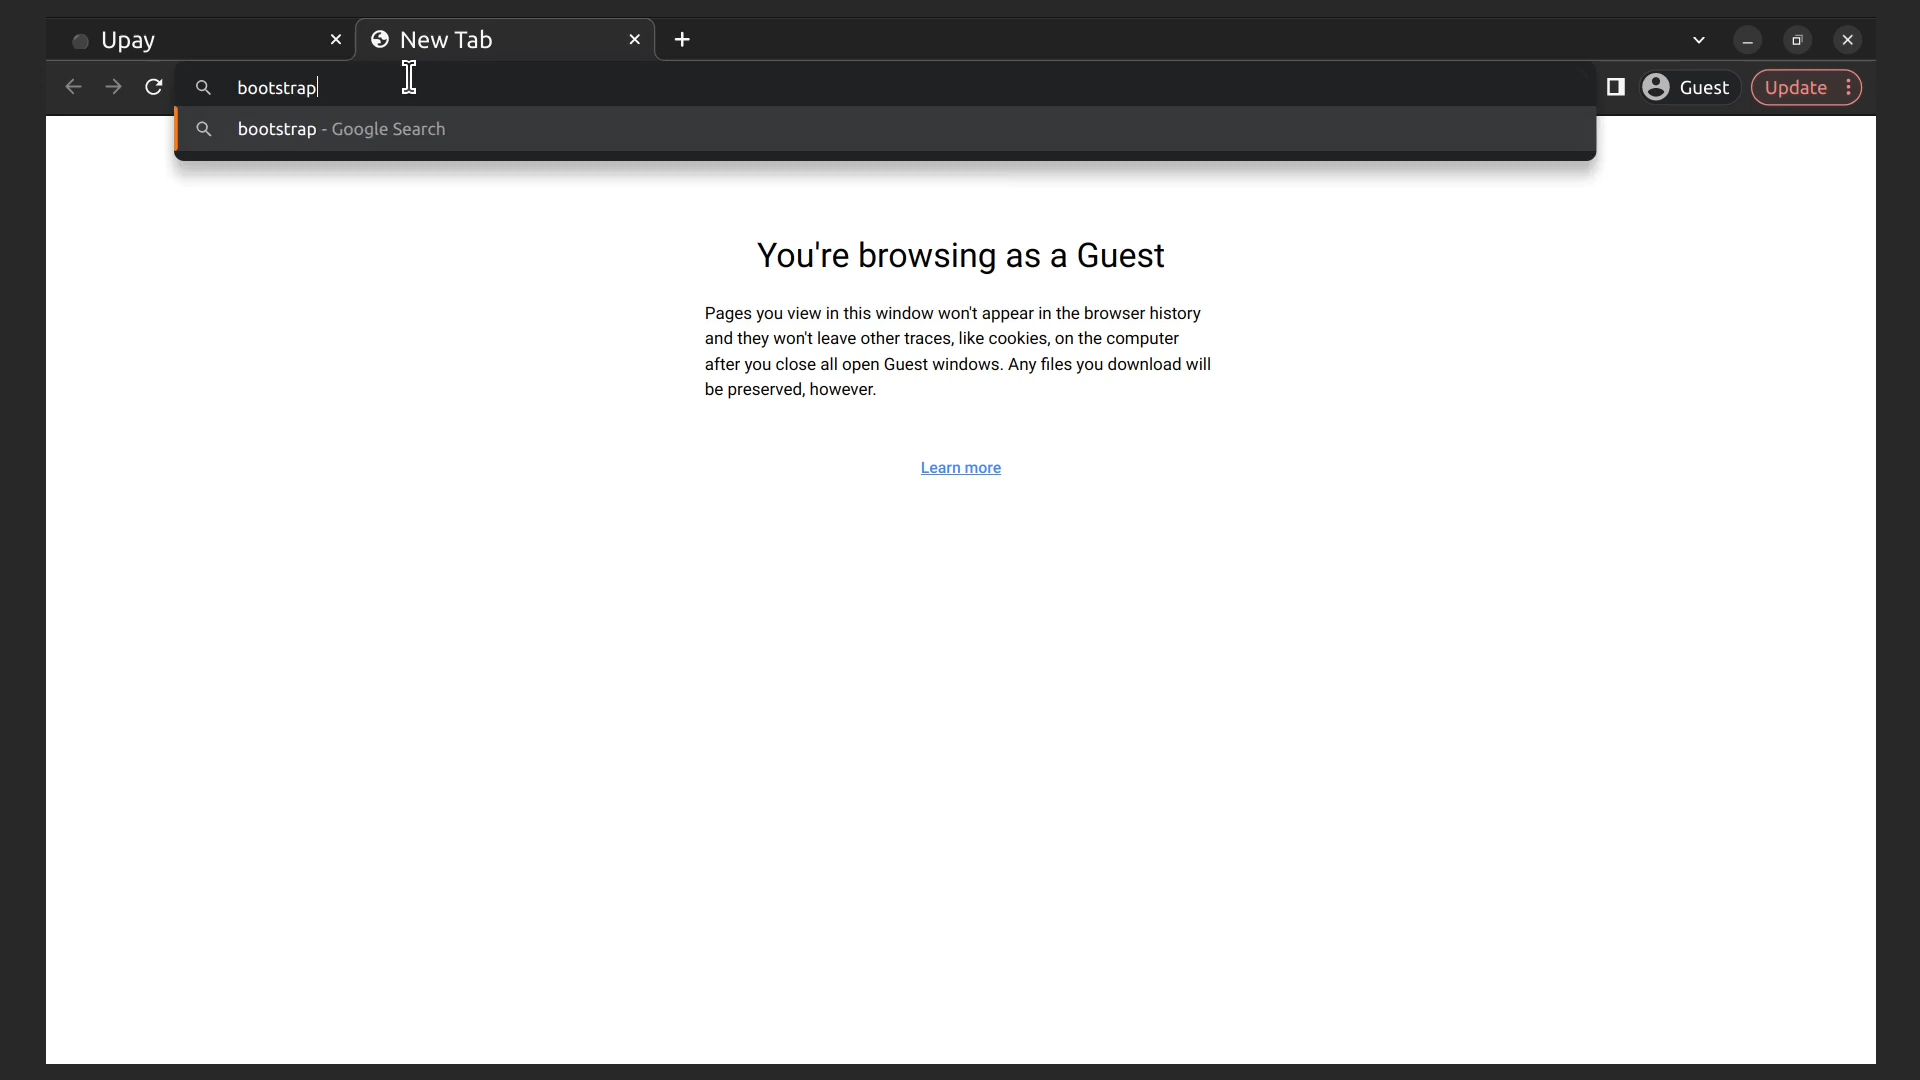 Upay
New Tab
bootstrap
Guest
Update
bootstrap - Google Search
You're browsing as a Guest
Pages you view in this window won't appear in the browser history
and they won't leave other traces, like cookies, on the computer
after you close all open Guest windows. Any files you download will
be preserved, however.
Learn more